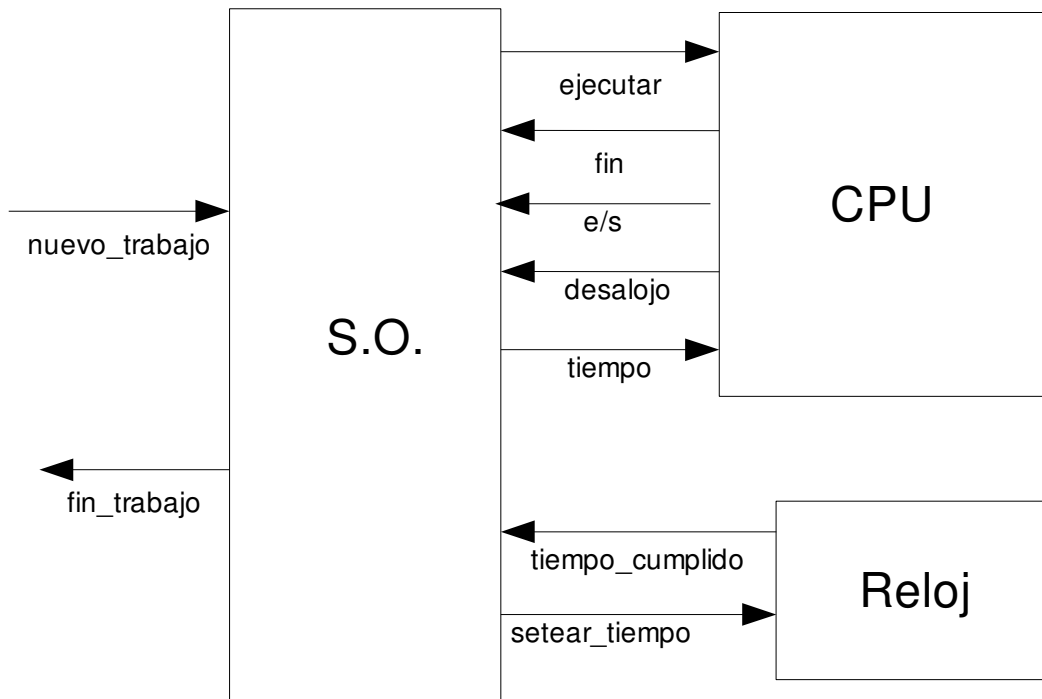 ejecutar
fin
CPU
e/s
nuevo_trabajo
desalojo
S.O.
tiempo
fin_trabajo
tiempo_cumplido
Reloj
setear_tiempo